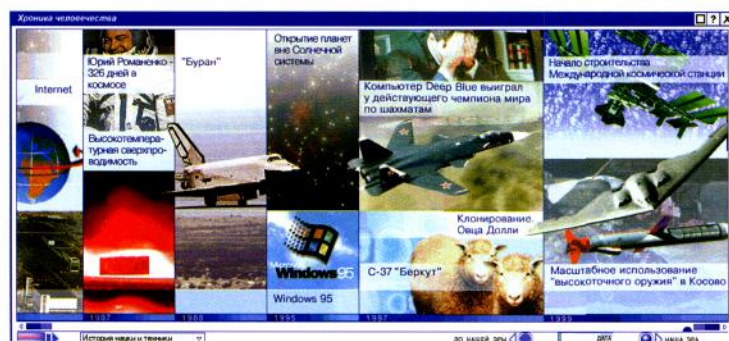 Хроника человечества
Internet
Юрий Романенко -
326 дней в
космосе
Высокотемпера-
турная сверхпро-
водимость
"Буран"
Открытие планет
вне Солнечной
системы
Microsoft
Windows 95
Windows 95
Компьютер Deep Blue выиграл
у действующего чемпиона мира
по шахматам
С-37 "Беркут"
Клонирование.
Овца Долли
Начало строительства
Международной космической станции
Масштабное использование
"высокоточного оружия" в Косово
1987
1988
1995
1997
1999
История науки и техники
ДО НАШЕЙ ЭРЫ
ДАТА
НАША ЭРА